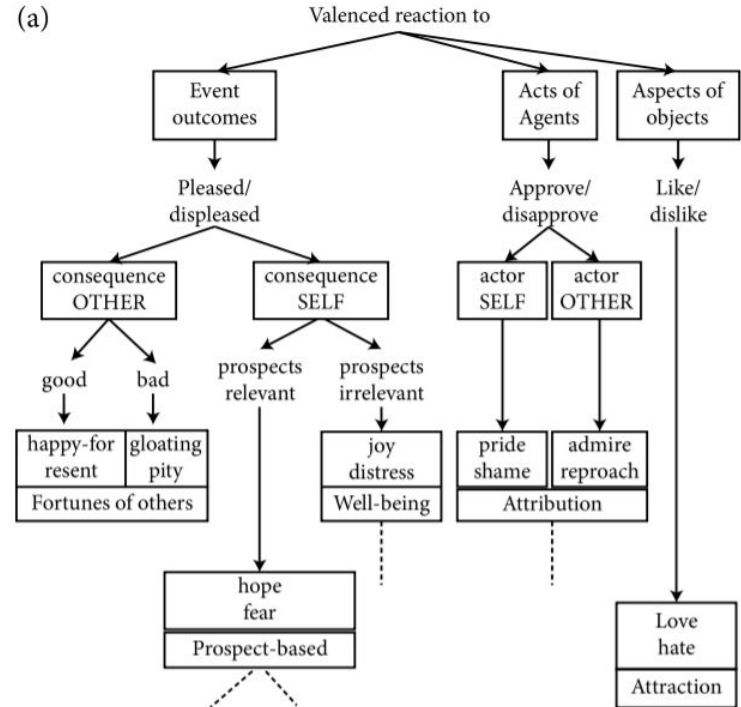 (a)
Valenced reaction to
Event
outcomes
Acts of
Agents
Aspects of
objects
Pleased/
displeased
Approve/
disapprove
Like/
dislike
consequence
OTHER
consequence
SELF
actor
SELF
actor
OTHER
good
bad
prospects
relevant
prospects
irrelevant
happy-for
resent
gloating
pity
Fortunes of others
joy
distress
Well-being
pride
shame
admire
reproach
Attribution
hope
fear
Prospect-based
Love
hate
Attraction